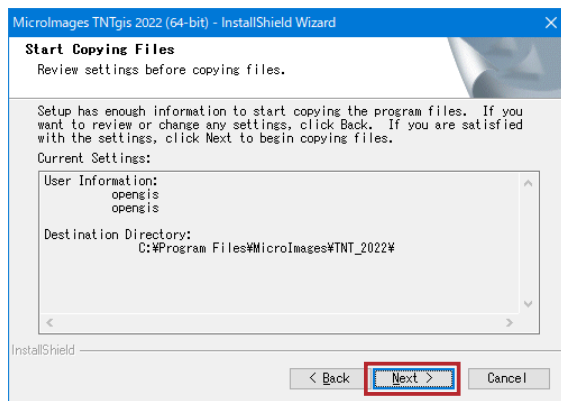 MicroImages TNTgis 2022 (64-bit) - InstallShield Wizard
Start Copying Files
Review settings before copying files.
Setup has enough information to start copying the program files.  If you
want to review or change any settings, click Back.  If you are satisfied
with the settings, click Next to begin copying files.
Current Settings:
User Information:
opengis
opengis
Destination Directory:
C:¥Program Files¥MicroImages¥TNT_2022¥
InstallShield
< Back
Next >
Cancel